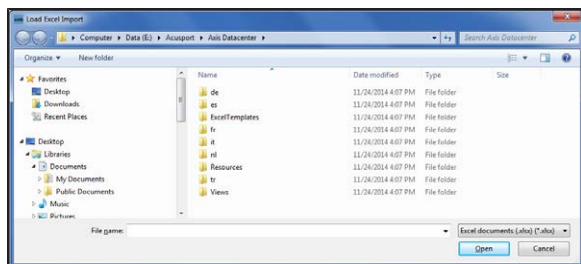 Load Excel Import
Computer ▸ Data (E:) ▸ Acusport ▸ Axis Datacenter ▸
Search Axis Datacenter
Organize ▾ New folder
Favorites
Desktop
Downloads
Recent Places
Desktop
Libraries
Documents
My Documents
Public Documents
Music
Pictures
Name Date modified Type Size
de 11/24/2014 4:07 PM File folder
es 11/24/2014 4:07 PM File folder
ExcelTemplates 11/24/2014 4:07 PM File folder
fr 11/24/2014 4:07 PM File folder
it 11/24/2014 4:07 PM File folder
nl 11/24/2014 4:07 PM File folder
Resources 11/24/2014 4:07 PM File folder
tr 11/24/2014 4:07 PM File folder
Views 11/24/2014 4:07 PM File folder
File name:
Excel documents (.xlsx) (*.xlsx)
Open Cancel